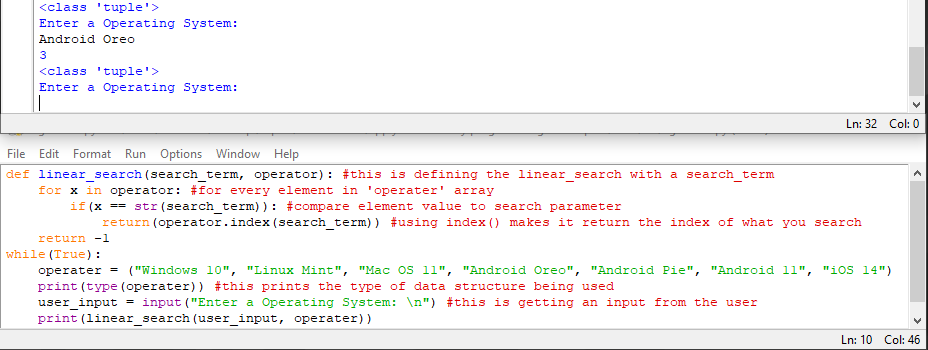 <class 'tuple'>
Enter a Operating System:
Android Oreo
3
<class 'tuple'>
Enter a Operating System:
Ln: 32 Col: 0
File Edit Format Run Options Window Help
def linear_search(search_term, operator): #this is defining the linear_search with a search_term
    for x in operator: #for every element in 'operater' array
        if(x == str(search_term)): #compare element value to search parameter
            return(operator.index(search_term)) #using index() makes it return the index of what you search
    return -1
while(True):
    operater = ("Windows 10", "Linux Mint", "Mac OS 11", "Android Oreo", "Android Pie", "Android 11", "iOS 14")
    print(type(operater)) #this prints the type of data structure being used
    user_input = input("Enter a Operating System: \n") #this is getting an input from the user
    print(linear_search(user_input, operater))
Ln: 10 Col: 46